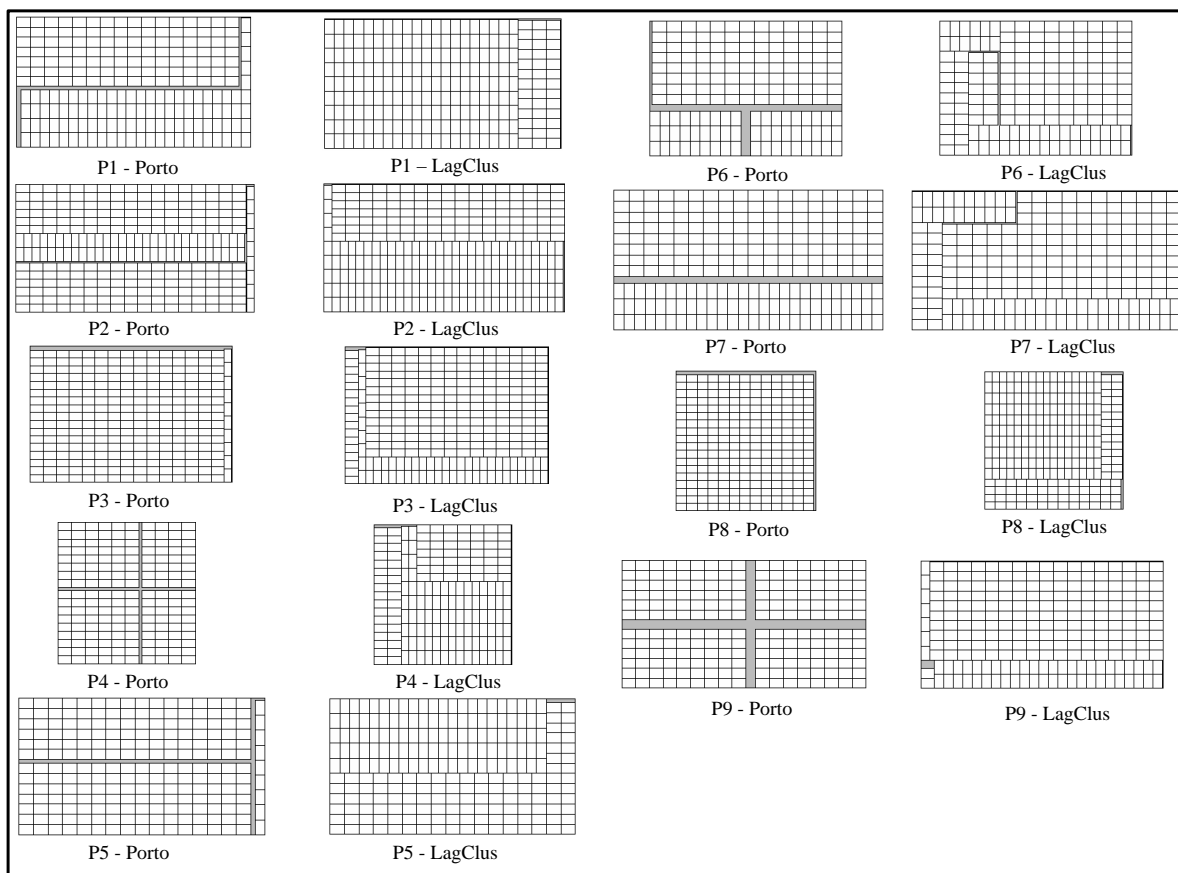 P1 - Porto
P1 – LagClus
P6 - Porto
P6 - LagClus
P2 - Porto
P2 - LagClus
P7 - Porto
P7 - LagClus
P3 - Porto
P3 - LagClus
P8 - Porto
P8 - LagClus
P4 - Porto
P4 - LagClus
P9 - Porto
P9 - LagClus
P5 - Porto
P5 - LagClus